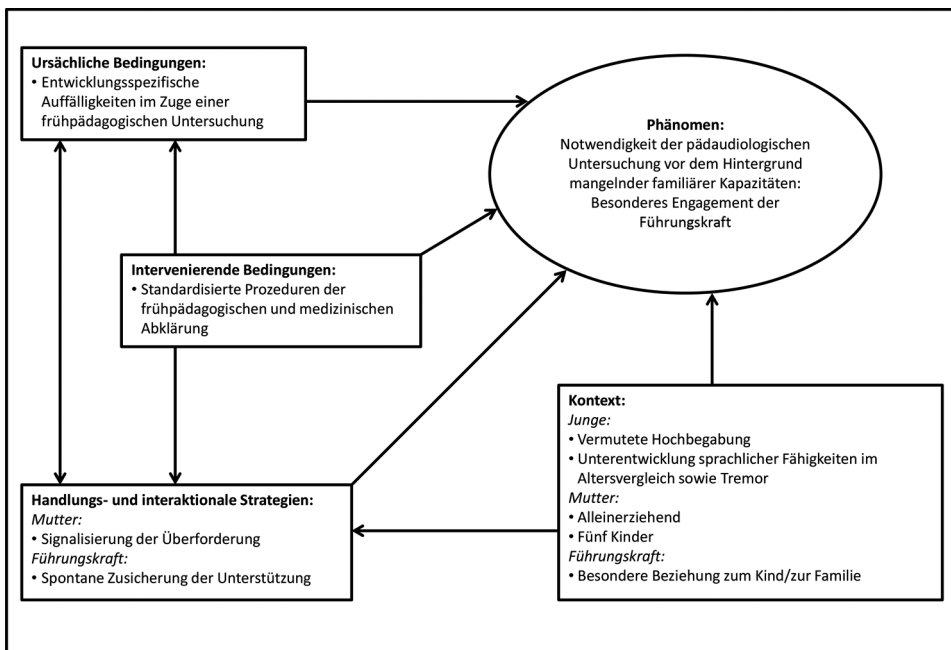 Ursächliche Bedingungen:
• Entwicklungsspezifische
Auffälligkeiten im Zuge einer
frühpädagogischen Untersuchung
Phänomen:
Notwendigkeit der pädaudiologischen
Untersuchung vor dem Hintergrund
mangelnder familiärer Kapazitäten:
Besonderes Engagement der
Führungskraft
Intervenierende Bedingungen:
• Standardisierte Prozeduren der
frühpädagogischen und medizinischen
Abklärung
Kontext:
Junge:
• Vermutete Hochbegabung
• Unterentwicklung sprachlicher Fähigkeiten im
Altersvergleich sowie Tremor
Mutter:
• Alleinerziehend
• Fünf Kinder
Führungskraft:
• Besondere Beziehung zum Kind/zur Familie
Handlungs- und interaktionale Strategien:
Mutter:
• Signalisierung der Überforderung
Führungskraft:
• Spontane Zusicherung der Unterstützung